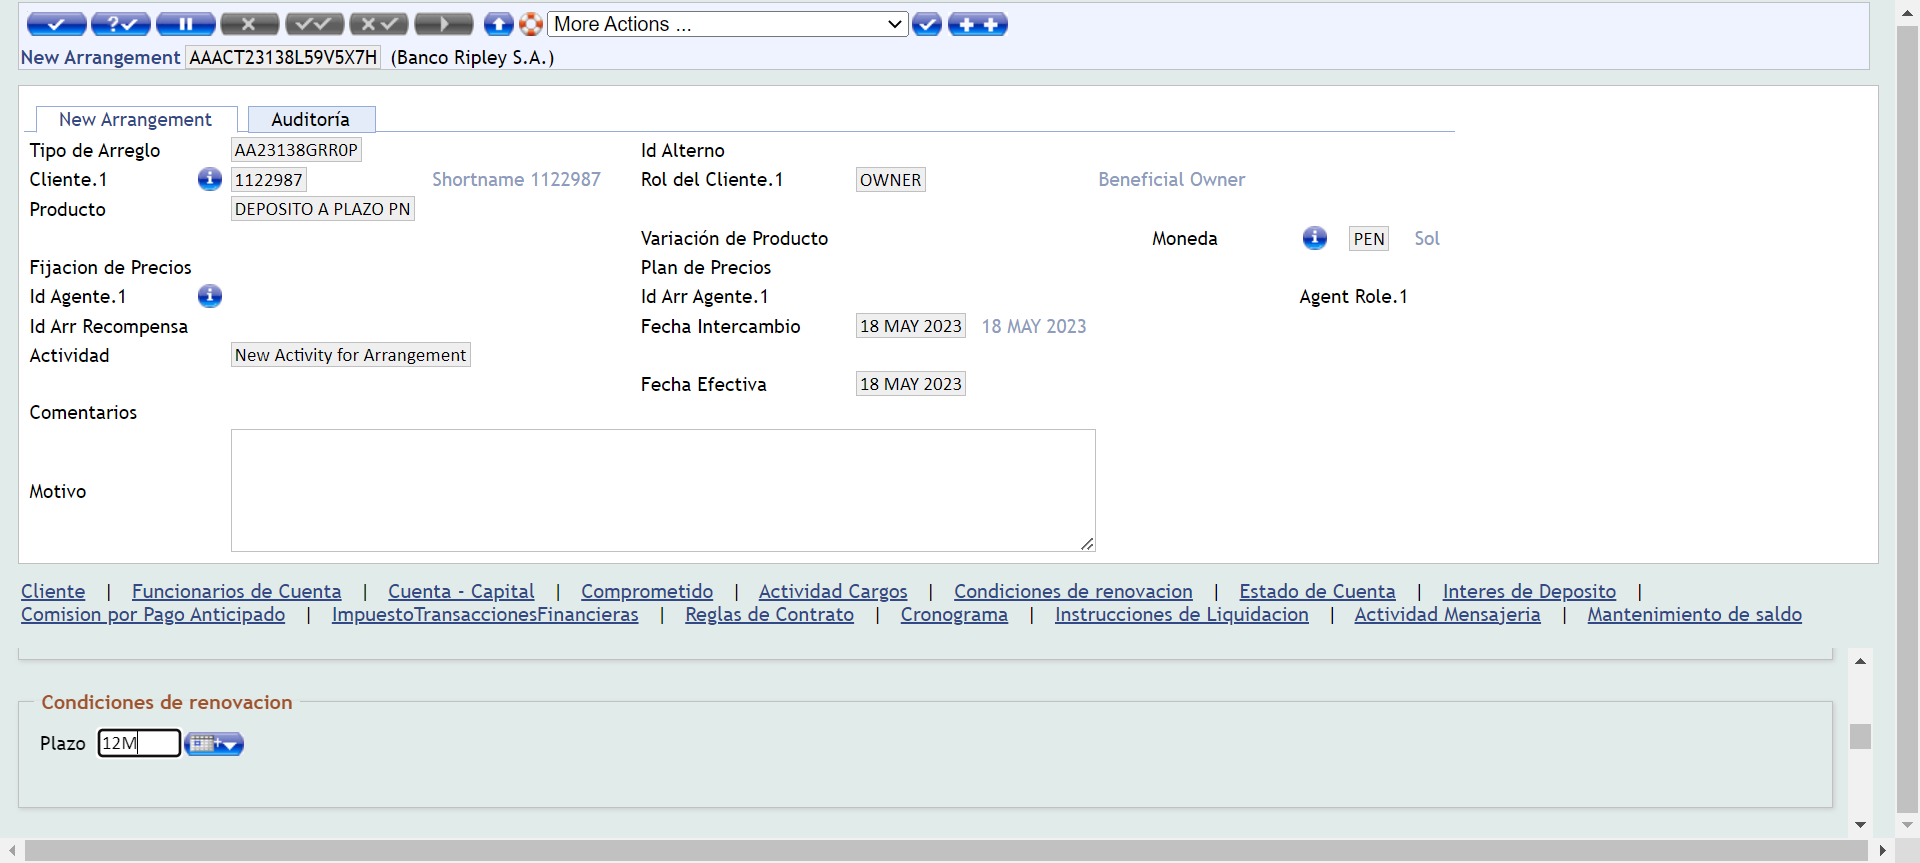 More Actions ...
New Arrangement AAACT23138L59V5X7H (Banco Ripley S.A.)
New Arrangement Auditoría
Tipo de Arreglo AA23138GRR0P Id Alterno
Cliente.1 1122987 Shortname 1122987 Rol del Cliente.1 OWNER Beneficial Owner
Producto DEPOSITO A PLAZO PN
Variación de Producto Moneda PEN Sol
Fijacion de Precios Plan de Precios
Id Agente.1 Id Arr Agente.1 Agent Role.1
Id Arr Recompensa Fecha Intercambio 18 MAY 2023 18 MAY 2023
Actividad New Activity for Arrangement
Fecha Efectiva 18 MAY 2023
Comentarios
Motivo
Cliente | Funcionarios de Cuenta | Cuenta - Capital | Comprometido | Actividad Cargos | Condiciones de renovacion | Estado de Cuenta | Interes de Deposito |
Comision por Pago Anticipado | ImpuestoTransaccionesFinancieras | Reglas de Contrato | Cronograma | Instrucciones de Liquidacion | Actividad Mensajeria | Mantenimiento de saldo
Condiciones de renovacion
Plazo 12M